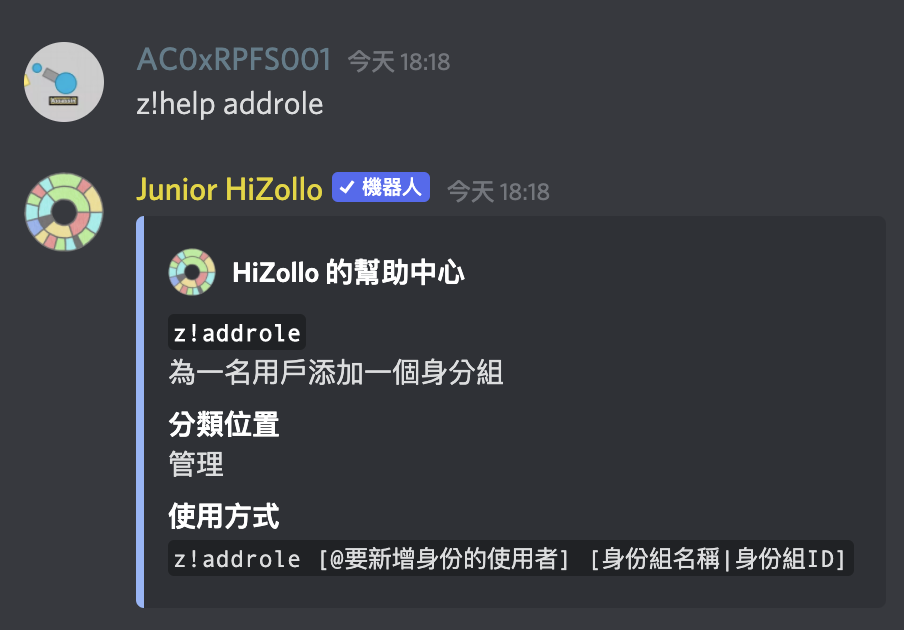 AC0xRPFS001 今天 18:18
z!help addrole
Junior HiZollo ✓ 機器人 今天 18:18
HiZollo 的幫助中心
z!addrole
為一名用戶添加一個身分組
分類位置
管理
使用方式
z!addrole [@要新增身份的使用者] [身份組名稱|身份組ID]